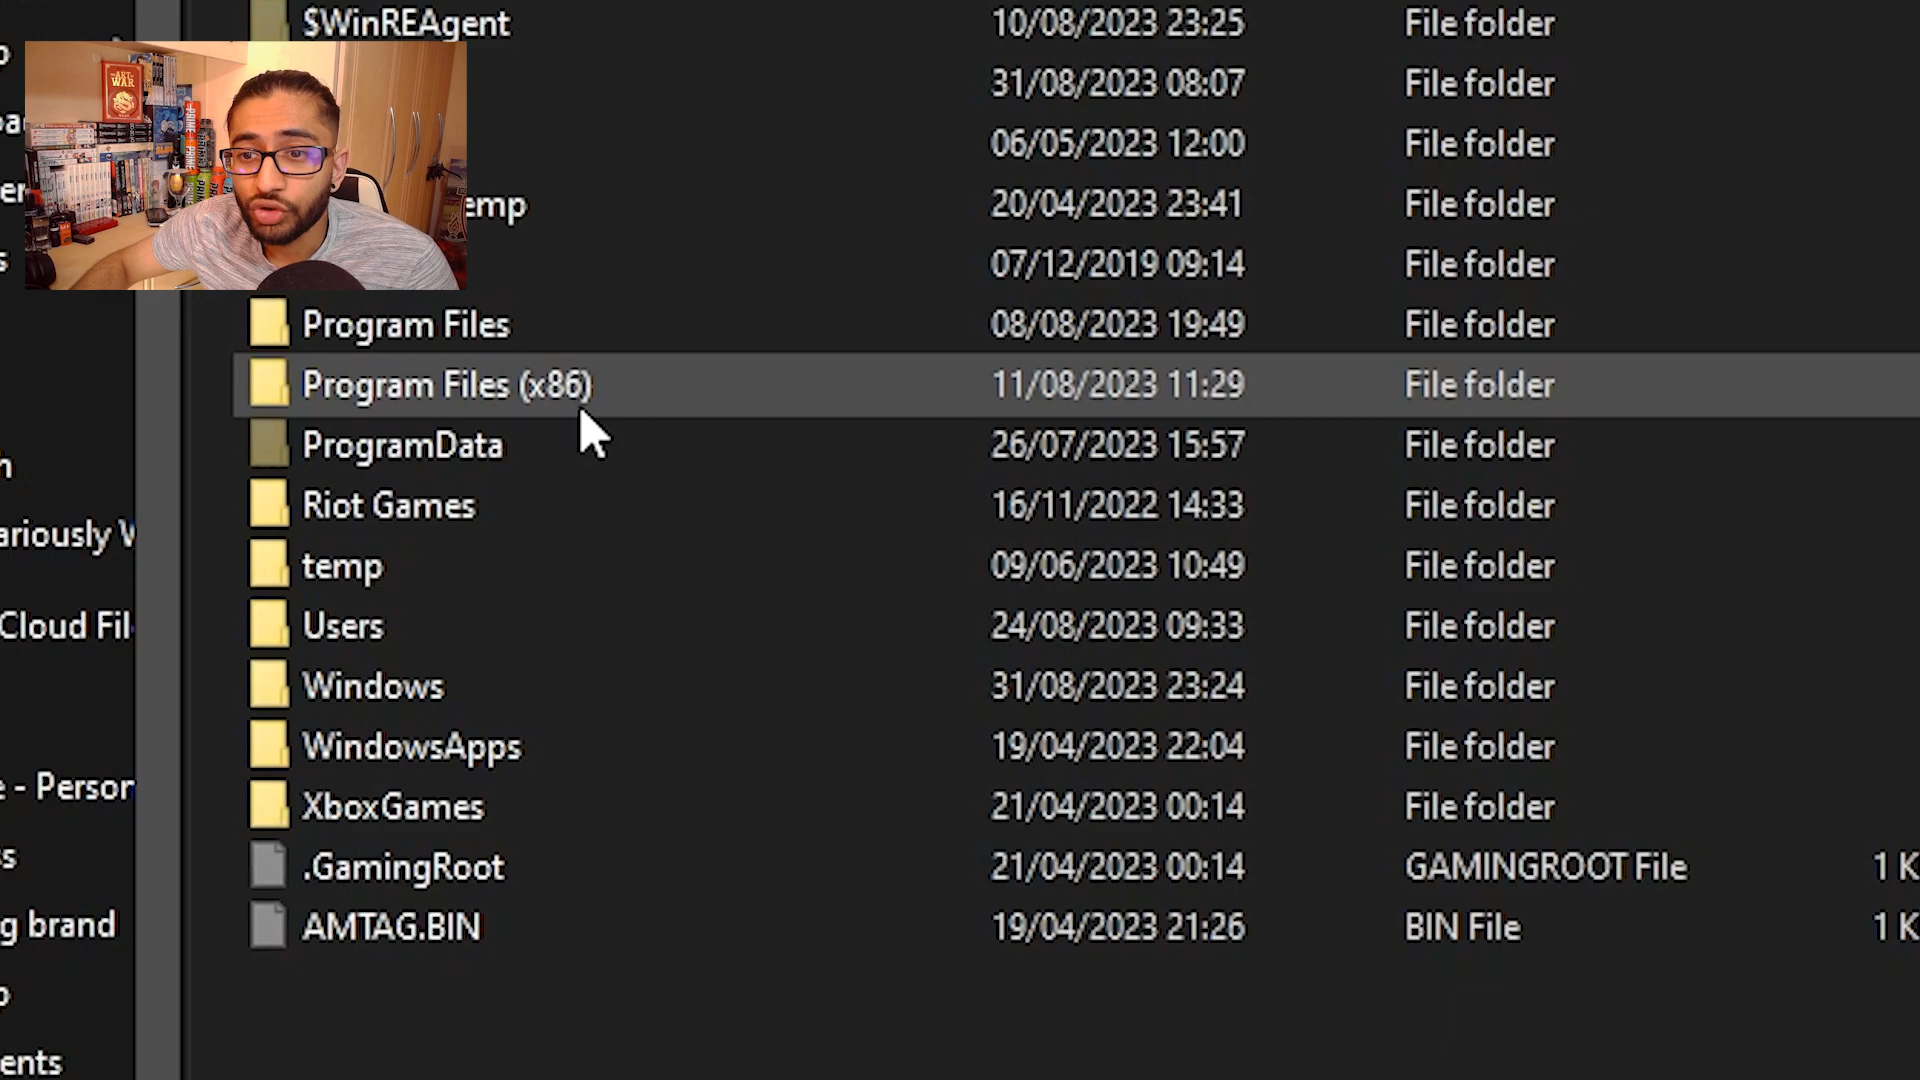 $WinREAgent 10/08/2023 23:25 File folder
31/08/2023 08:07 File folder
06/05/2023 12:00 File folder
emp 20/04/2023 23:41 File folder
07/12/2019 09:14 File folder
Program Files 08/08/2023 19:49 File folder
Program Files (x86) 11/08/2023 11:29 File folder
ProgramData 26/07/2023 15:57 File folder
Riot Games 16/11/2022 14:33 File folder
temp 09/06/2023 10:49 File folder
Users 24/08/2023 09:33 File folder
Windows 31/08/2023 23:24 File folder
WindowsApps 19/04/2023 22:04 File folder
XboxGames 21/04/2023 00:14 File folder
.GamingRoot 21/04/2023 00:14 GAMINGROOT File 1 K
AMTAG.BIN 19/04/2023 21:26 BIN File 1 K
ariously W
Cloud Fil
e - Person
g brand
ents
THE ART OF WAR
PRIME